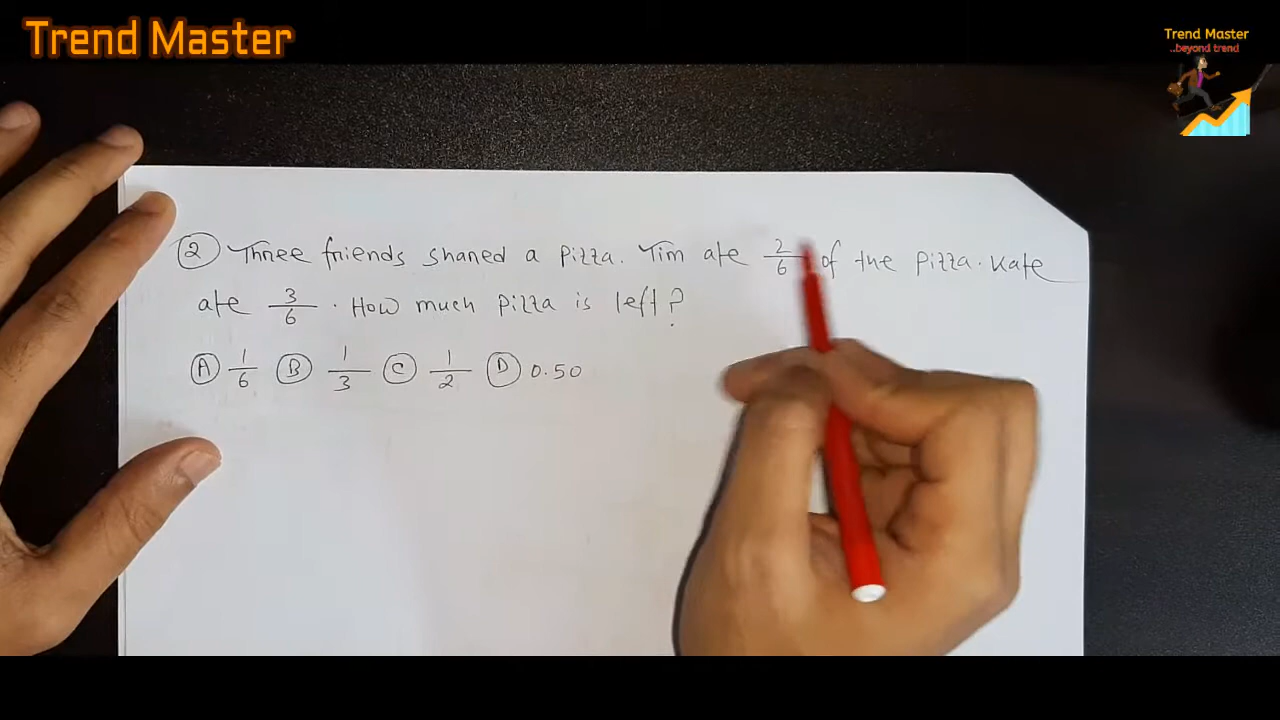 Trend Master
Trend Master
..beyond trend
② Three friends shared a pizza. Tim ate 2/6 of the pizza. Kate
ate 3/6 . How much pizza is left?
Ⓐ 1/6 Ⓑ 1/3 Ⓒ 1/2 Ⓓ 0.50